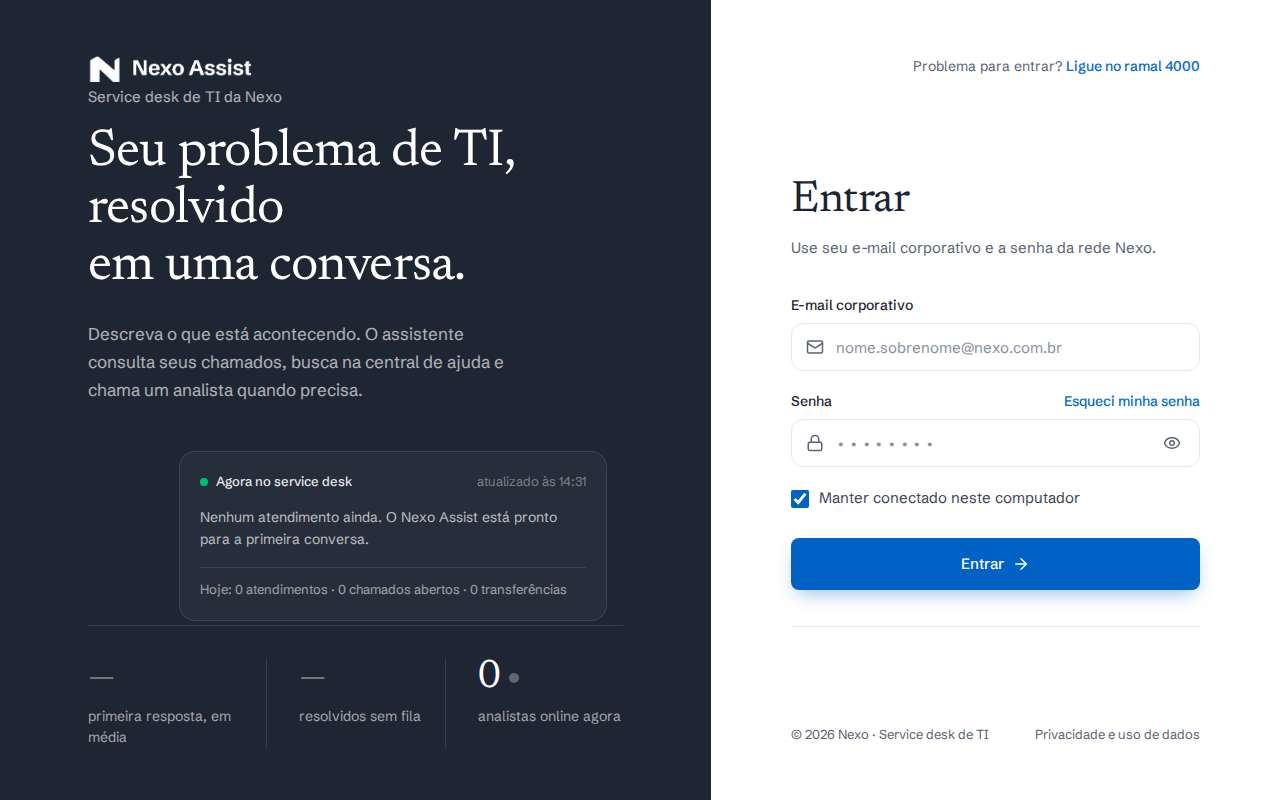 Nexo Assist
Service desk de TI da Nexo
Seu problema de TI,
resolvido
em uma conversa.
Descreva o que está acontecendo. O assistente
consulta seus chamados, busca na central de ajuda e
chama um analista quando precisa.
Agora no service desk
atualizado às 14:31
Nenhum atendimento ainda. O Nexo Assist está pronto
para a primeira conversa.
Hoje: 0 atendimentos · 0 chamados abertos · 0 transferências
—
primeira resposta, em
média
—
resolvidos sem fila
0
analistas online agora
Problema para entrar? Ligue no ramal 4000
Entrar
Use seu e-mail corporativo e a senha da rede Nexo.
E-mail corporativo
nome.sobrenome@nexo.com.br
Senha
Esqueci minha senha
Manter conectado neste computador
Entrar
© 2026 Nexo · Service desk de TI
Privacidade e uso de dados